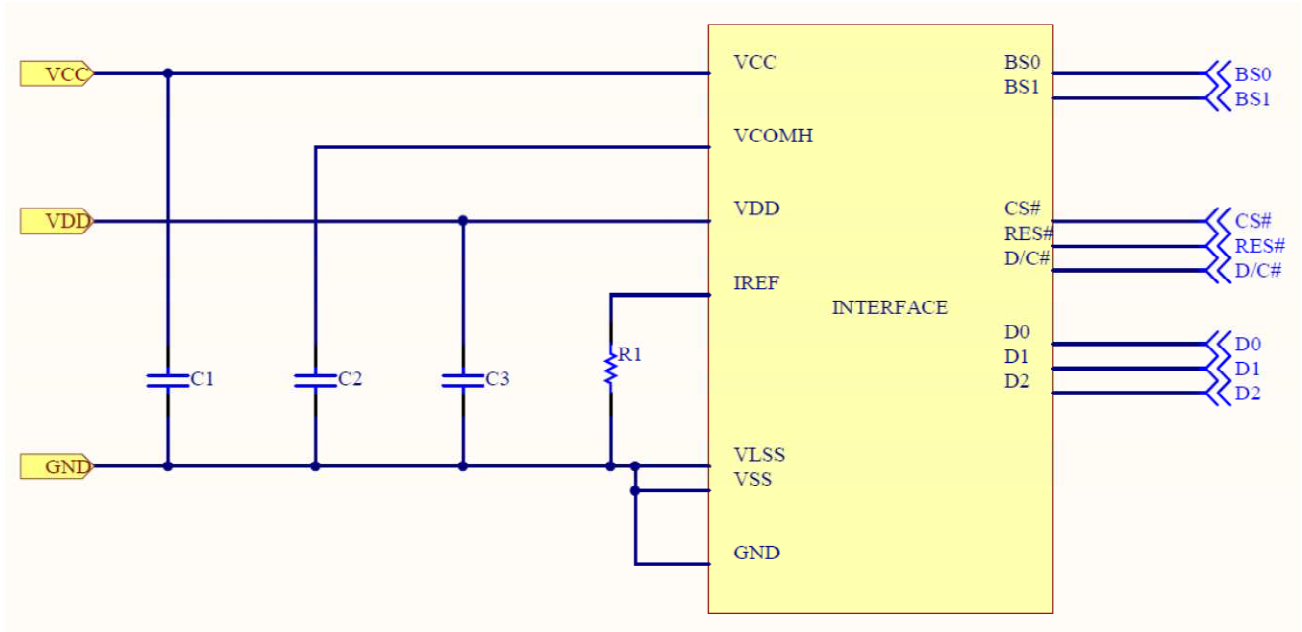 VCC
VDD
GND
C1
C2
C3
R1
VCC
VCOMH
VDD
IREF
VLSS
VSS
GND
INTERFACE
BS0
BS1
CS#
RES#
D/C#
D0
D1
D2
BS0
BS1
CS#
RES#
D/C#
D0
D1
D2